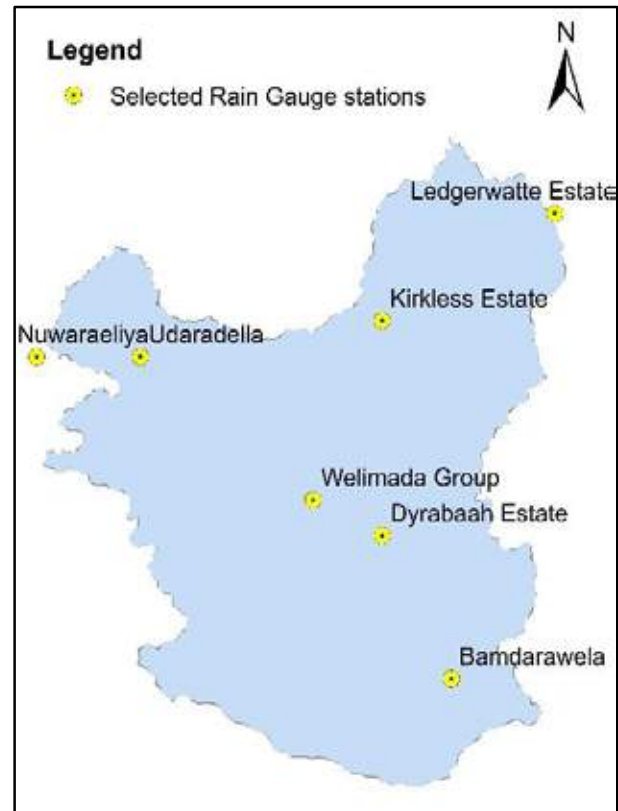 Legend
N
Selected Rain Gauge stations
Ledgerwatte Estate
Kirkless Estate
NuwaraeliyaUdaradella
Welimada Group
Dyrabaah Estate
Bamdarawela